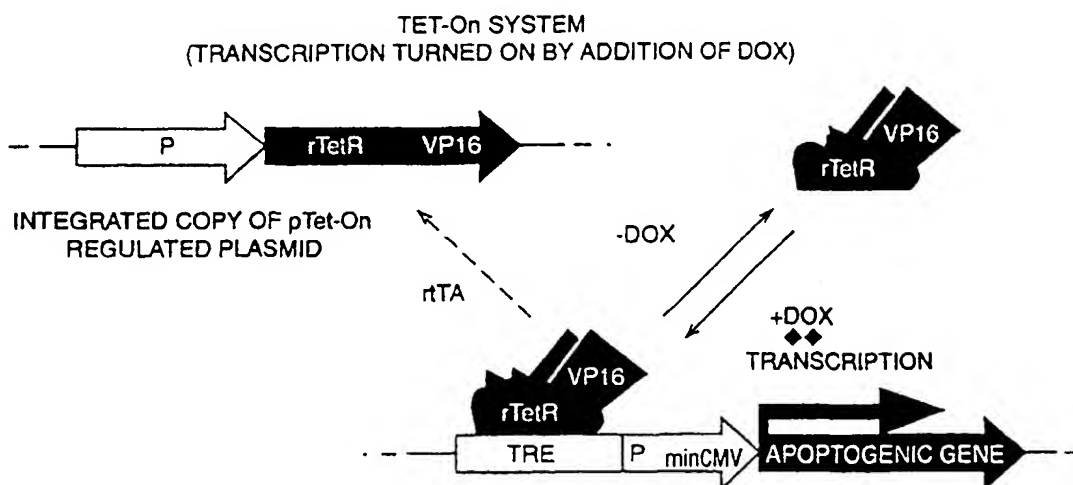 TET-On SYSTEM
(TRANSCRIPTION TURNED ON BY ADDITION OF DOX)
P
rTetR VP16
VP16
rTetR
INTEGRATED COPY OF pTet-On
REGULATED PLASMID
-DOX
rtTA
+DOX
TRANSCRIPTION
VP16
rTetR
TRE
P minCMV
APOPTOGENIC GENE